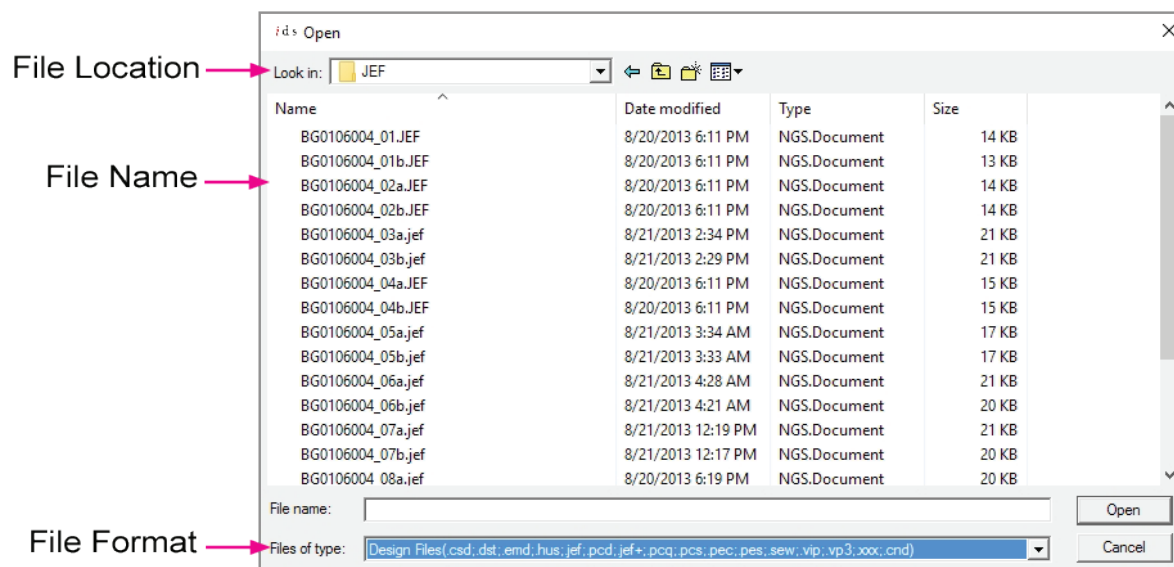 ids Open
File Location
Look in: JEF
Name Date modified Type Size
BG0106004_01.JEF 8/20/2013 6:11 PM NGS.Document 14 KB
BG0106004_01b.JEF 8/20/2013 6:11 PM NGS.Document 13 KB
File Name
BG0106004_02a.JEF 8/20/2013 6:11 PM NGS.Document 14 KB
BG0106004_02b.JEF 8/20/2013 6:11 PM NGS.Document 14 KB
BG0106004_03a.jef 8/21/2013 2:34 PM NGS.Document 21 KB
BG0106004_03b.jef 8/21/2013 2:29 PM NGS.Document 21 KB
BG0106004_04a.JEF 8/20/2013 6:11 PM NGS.Document 15 KB
BG0106004_04b.JEF 8/20/2013 6:11 PM NGS.Document 15 KB
BG0106004_05a.jef 8/21/2013 3:34 AM NGS.Document 17 KB
BG0106004_05b.jef 8/21/2013 3:33 AM NGS.Document 17 KB
BG0106004_06a.jef 8/21/2013 4:28 AM NGS.Document 21 KB
BG0106004_06b.jef 8/21/2013 4:21 AM NGS.Document 20 KB
BG0106004_07a.jef 8/21/2013 12:19 PM NGS.Document 21 KB
BG0106004_07b.jef 8/21/2013 12:17 PM NGS.Document 20 KB
BG0106004_08a.jef 8/20/2013 6:19 PM NGS.Document 20 KB
File name: Open
File Format
Files of type: Design Files(.csd;.dst;.emd;.hus;.jef;.pcd;.jef+;.pcq;.pcs;.pec;.pes;.sew;.vip;.vp3;.xxx;.cnd) Cancel